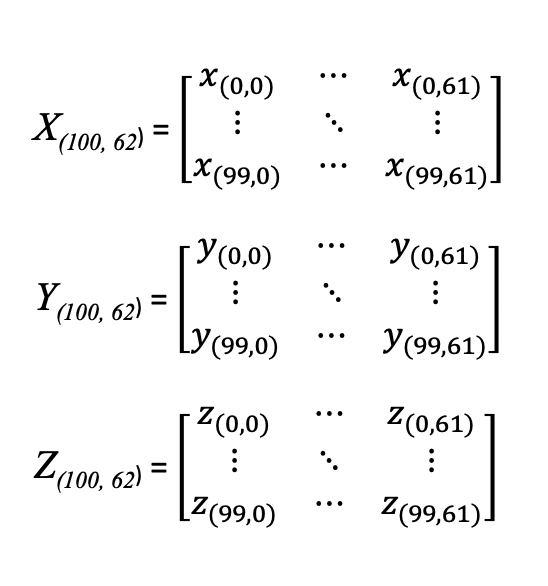 x(0,0) ⋯ x(0,61)
X(100, 62) = ⋮ ⋱ ⋮
x(99,0) ⋯ x(99,61)
y(0,0) ⋯ y(0,61)
Y(100, 62) = ⋮ ⋱ ⋮
y(99,0) ⋯ y(99,61)
z(0,0) ⋯ z(0,61)
Z(100, 62) = ⋮ ⋱ ⋮
z(99,0) ⋯ z(99,61)